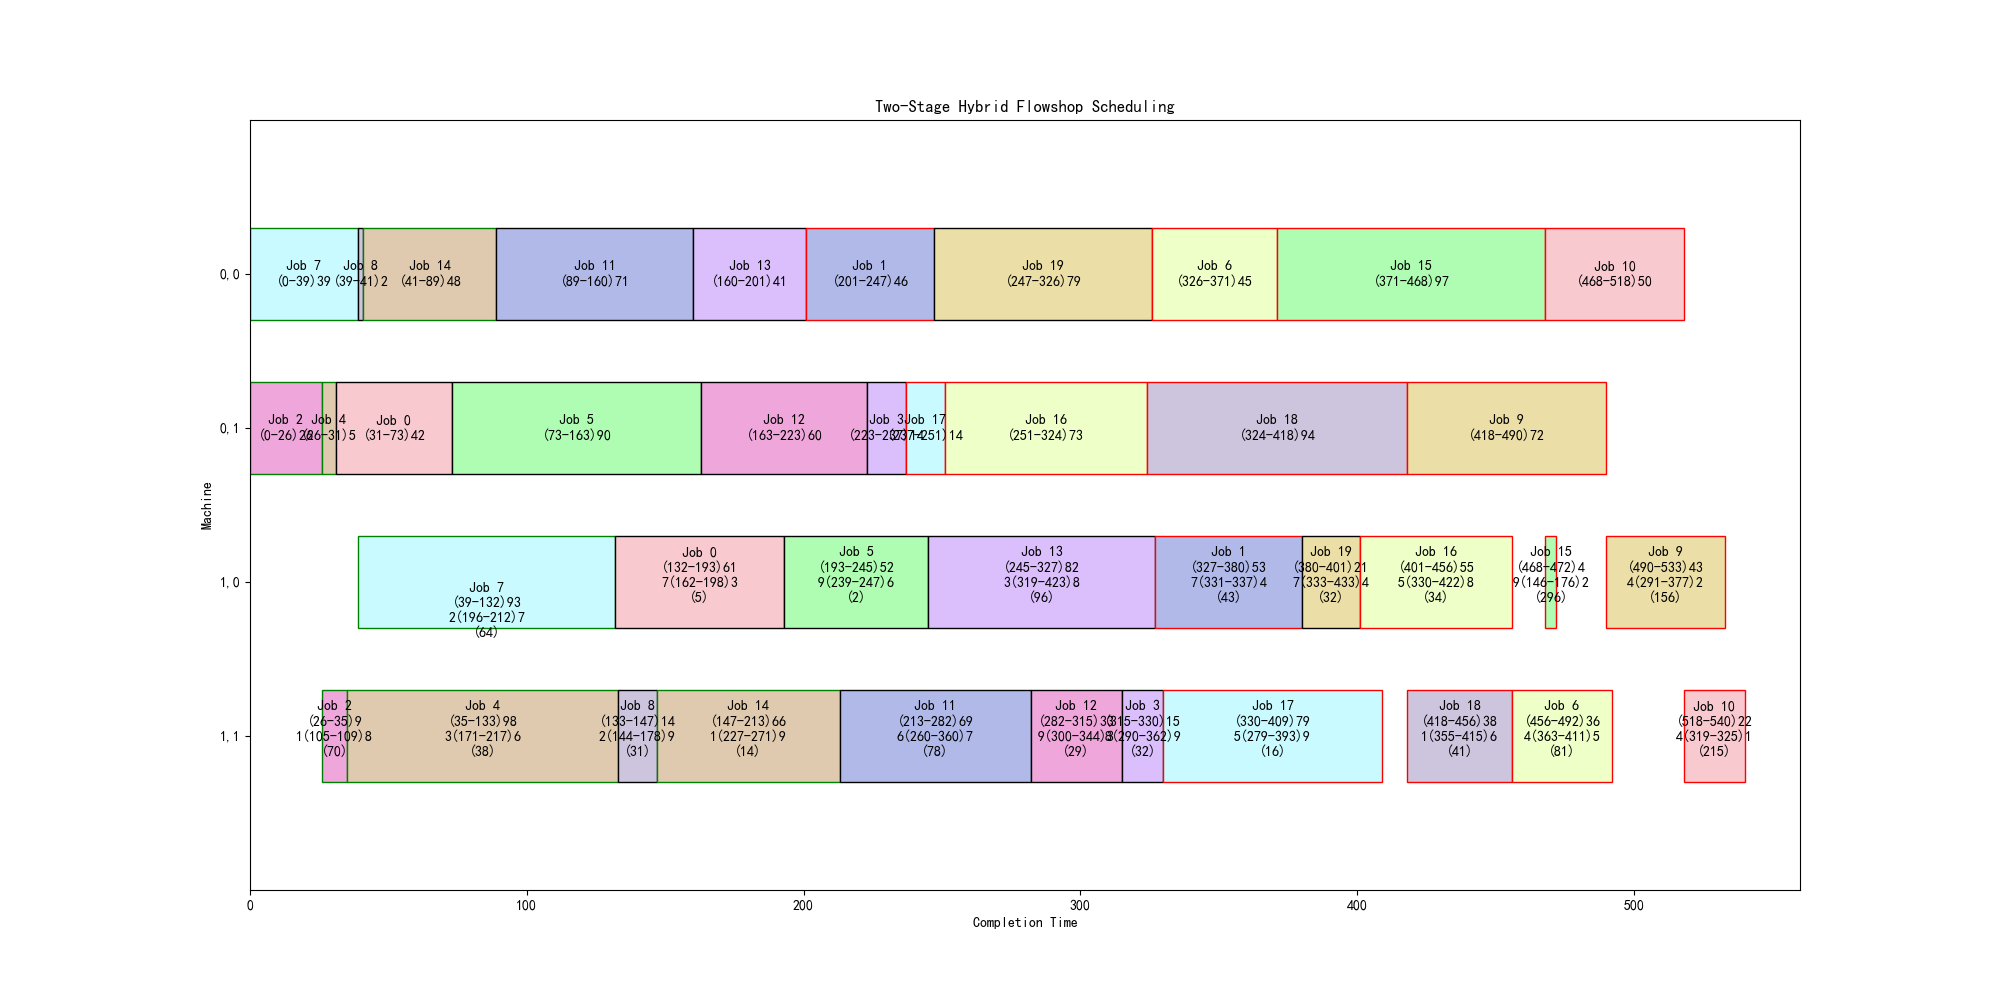 Two-Stage Hybrid Flowshop Scheduling
0,0
Job 7
(0-39)39
Job 8
(39-41)2
Job 14
(41-89)48
Job 11
(89-160)71
Job 13
(160-201)41
Job 1
(201-247)46
Job 19
(247-326)79
Job 6
(326-371)45
Job 15
(371-468)97
Job 10
(468-518)50
0,1
Job 2
(0-26)26
Job 4
(26-31)5
Job 0
(31-73)42
Job 5
(73-163)90
Job 12
(163-223)60
Job 3
(223-237)14
Job 17
(237-251)14
Job 16
(251-324)73
Job 18
(324-418)94
Job 9
(418-490)72
Machine
1,0
Job 7
(39-132)93
2(196-212)7
(64)
Job 0
(132-193)61
7(162-198)3
(5)
Job 5
(193-245)52
9(239-247)6
(2)
Job 13
(245-327)82
3(319-423)8
(96)
Job 1
(327-380)53
7(331-337)4
(43)
Job 19
(380-401)21
7(333-433)4
(32)
Job 16
(401-456)55
5(330-422)8
(34)
Job 15
(468-472)4
9(146-176)2
(296)
Job 9
(490-533)43
4(291-377)2
(156)
1,1
Job 2
(26-35)9
1(105-109)8
(70)
Job 4
(35-133)98
3(171-217)6
(38)
Job 8
(133-147)14
2(144-178)9
(31)
Job 14
(147-213)66
1(227-271)9
(14)
Job 11
(213-282)69
6(260-360)7
(78)
Job 12
(282-315)33
9(300-344)8
(29)
Job 3
(315-330)15
8(290-362)9
(32)
Job 17
(330-409)79
5(279-393)9
(16)
Job 18
(418-456)38
1(355-415)6
(41)
Job 6
(456-492)36
4(363-411)5
(81)
Job 10
(518-540)22
4(319-325)1
(215)
0
100
200
300
400
500
Completion Time